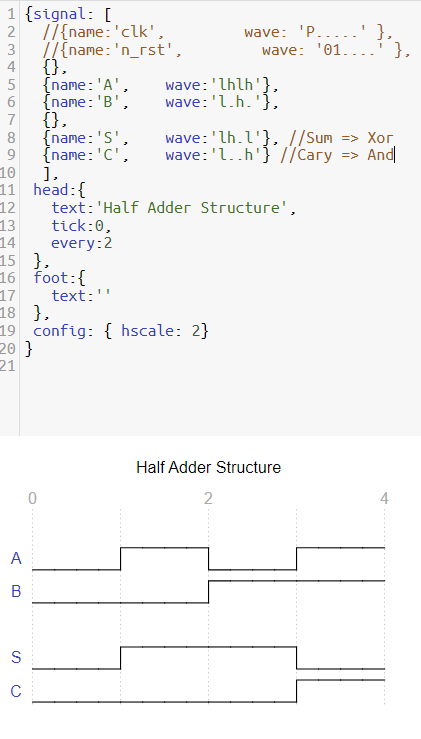 1 {signal: [
2   //{name:'clk',         wave: 'P.....' },
3   //{name:'n_rst',         wave: '01....' },
4   {},
5   {name:'A',    wave:'lhlh'},
6   {name:'B',    wave:'l.h.'},
7   {},
8   {name:'S',    wave:'lh.l'}, //Sum => Xor
9   {name:'C',    wave:'l..h'} //Cary => And
10   ],
11  head:{
12    text:'Half Adder Structure',
13    tick:0,
14    every:2
15  },
16  foot:{
17    text:''
18  },
19  config: { hscale: 2}
20 }
21
Half Adder Structure
0 2 4
A
B
S
C